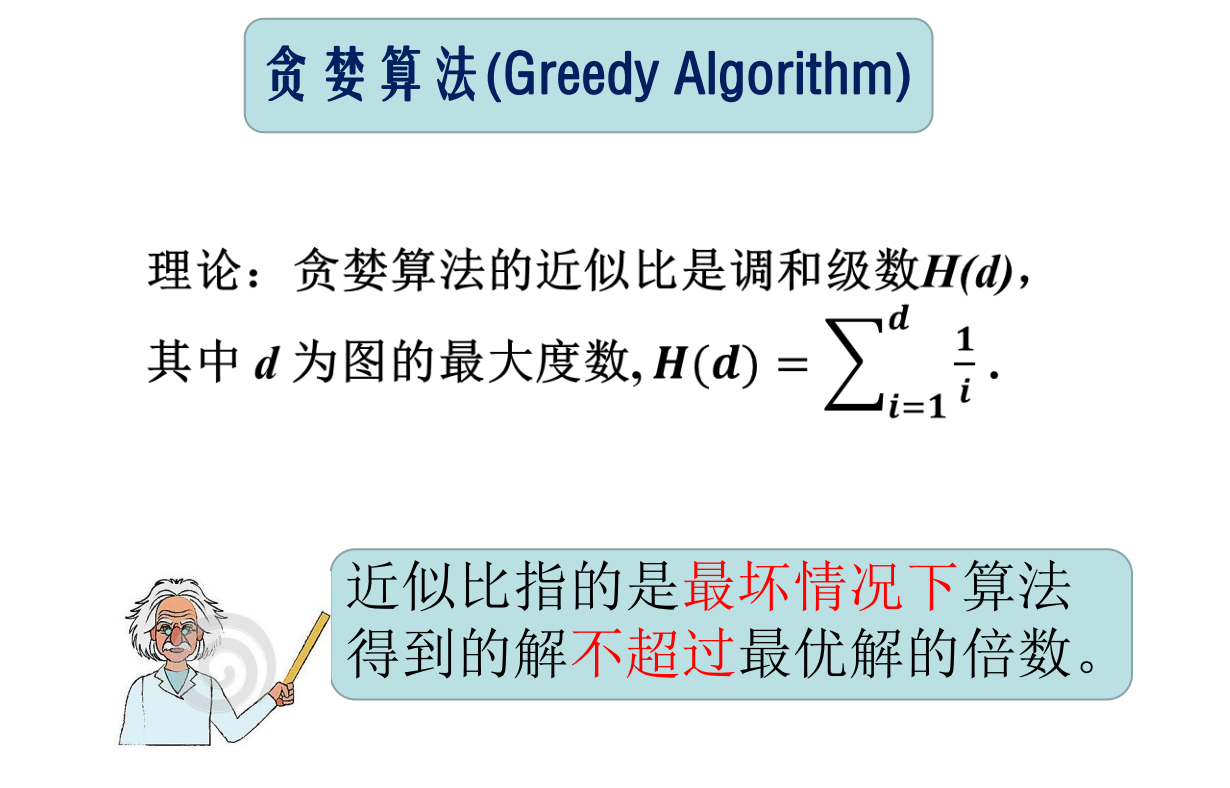 贪婪算法(Greedy Algorithm)
理论：贪婪算法的近似比是调和级数H(d)，
其中 d 为图的最大度数, H(d) = ∑_{i=1}^{d} 1/i .
近似比指的是最坏情况下算法
得到的解不超过最优解的倍数。